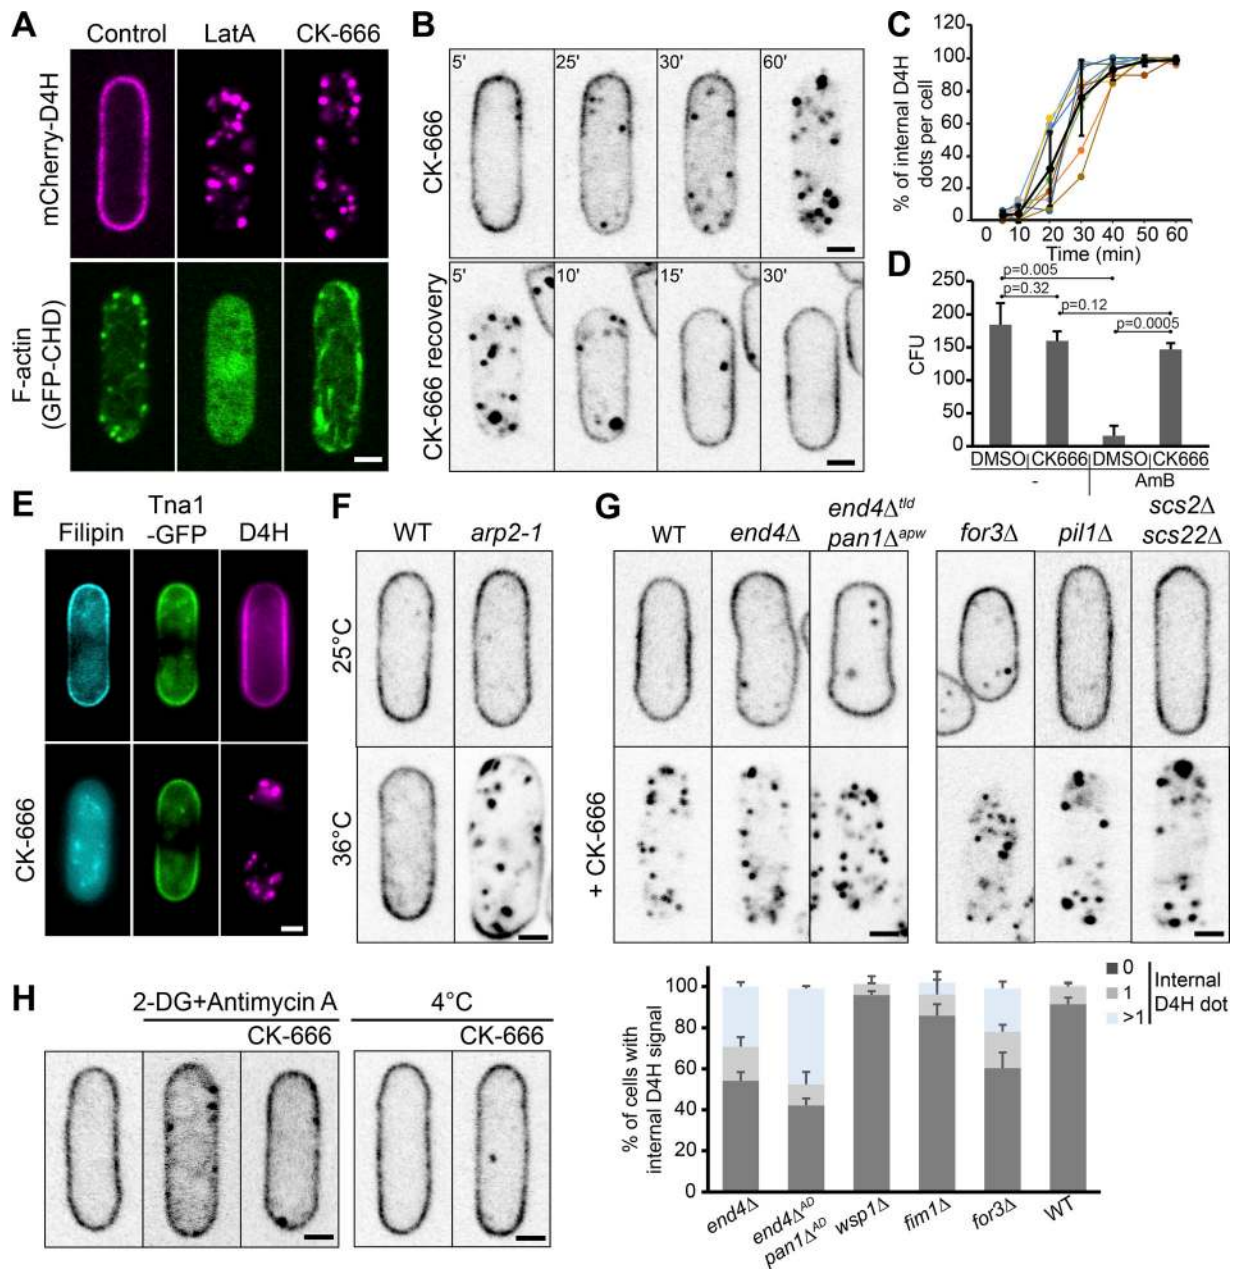 A
Control LatA CK-666
mCherry-D4H
F-actin
(GFP-CHD)
B
CK-666
5' 25' 30' 60'
CK-666 recovery
5' 10' 15' 30'
C
% of internal D4H
dots per cell
120
100
80
60
40
20
0
0 10 20 30 40 50 60
Time (min)
D
CFU
250
200
150
100
50
0
p=0.005
p=0.32
p=0.12
p=0.0005
DMSO CK666 DMSO CK666
- AmB
E
Filipin Tna1
-GFP D4H
CK-666
F
WT arp2-1
25°C
36°C
G
WT end4Δ end4Δtld
pan1Δapw
for3Δ pil1Δ scs2Δ
scs22Δ
+ CK-666
H
2-DG+Antimycin A 4°C
CK-666 CK-666
% of cells with
internal D4H signal
100
80
60
40
20
0
end4Δ
end4ΔAD
pan1ΔAD
wsp1Δ
fim1Δ
for3Δ
WT
0
1
>1
Internal
D4H dot